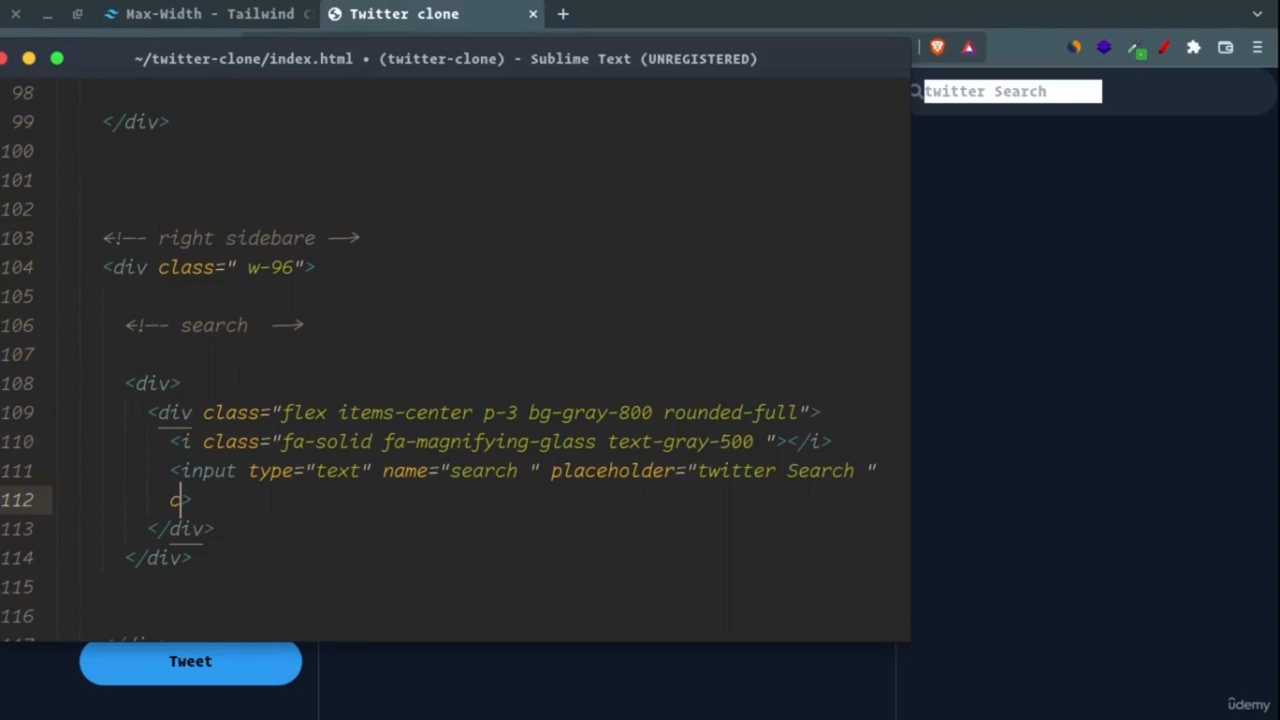 Max-Width - Tailwind C
Twitter clone
~/twitter-clone/index.html • (twitter-clone) - Sublime Text (UNREGISTERED)
twitter Search
98
99 </div>
100
101
102
103 <!-- right sidebare -->
104 <div class=" w-96">
105
106 <!-- search  -->
107
108 <div>
109 <div class="flex items-center p-3 bg-gray-800 rounded-full">
110 <i class="fa-solid fa-magnifying-glass text-gray-500 "></i>
111 <input type="text" name="search " placeholder="twitter Search "
112 c>
113 </div>
114 </div>
115
116
Tweet
ûdemy